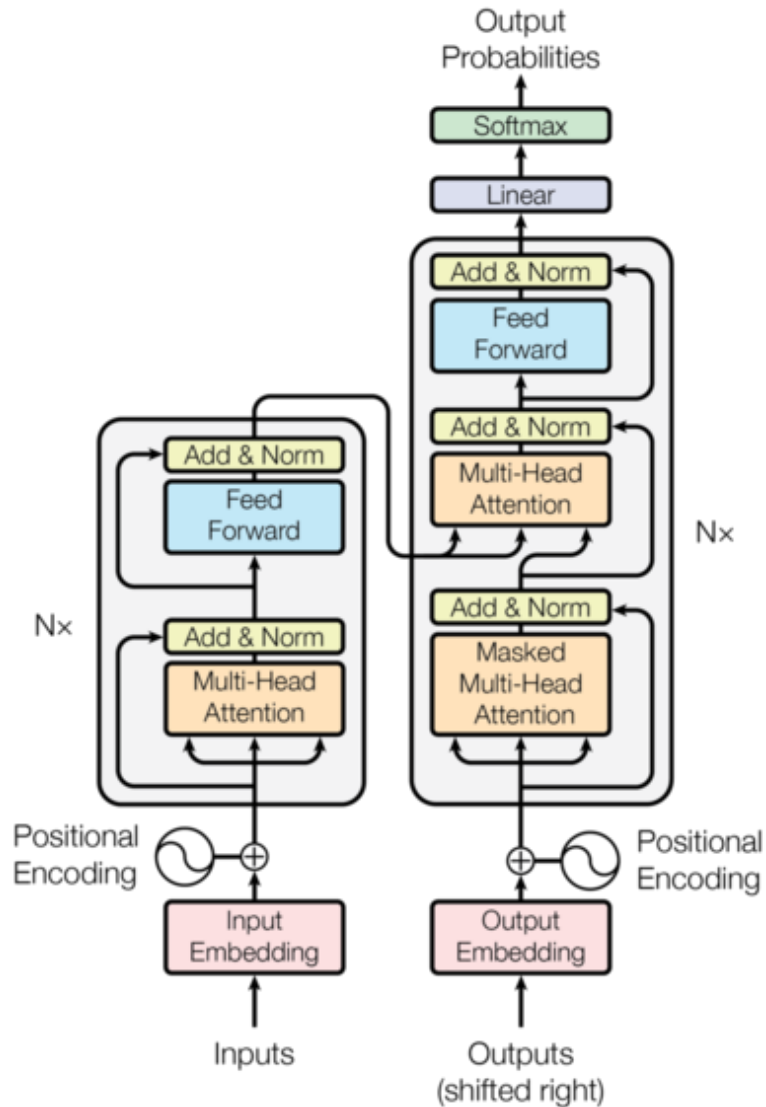 Output
Probabilities
Softmax
Linear
Add & Norm
Feed
Forward
Add & Norm
Multi-Head
Attention
Add & Norm
Masked
Multi-Head
Attention
Nx
Add & Norm
Feed
Forward
Add & Norm
Multi-Head
Attention
Nx
Positional
Encoding
Positional
Encoding
Input
Embedding
Output
Embedding
Inputs
Outputs
(shifted right)